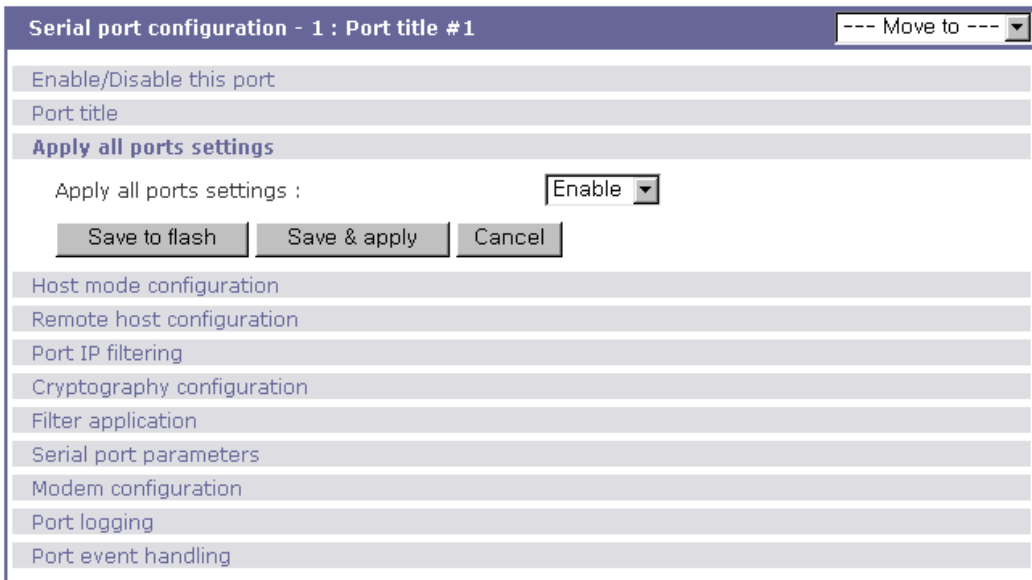 Serial port configuration - 1 : Port title #1 --- Move to ---
Enable/Disable this port
Port title
Apply all ports settings
Apply all ports settings : Enable
Save to flash Save & apply Cancel
Host mode configuration
Remote host configuration
Port IP filtering
Cryptography configuration
Filter application
Serial port parameters
Modem configuration
Port logging
Port event handling